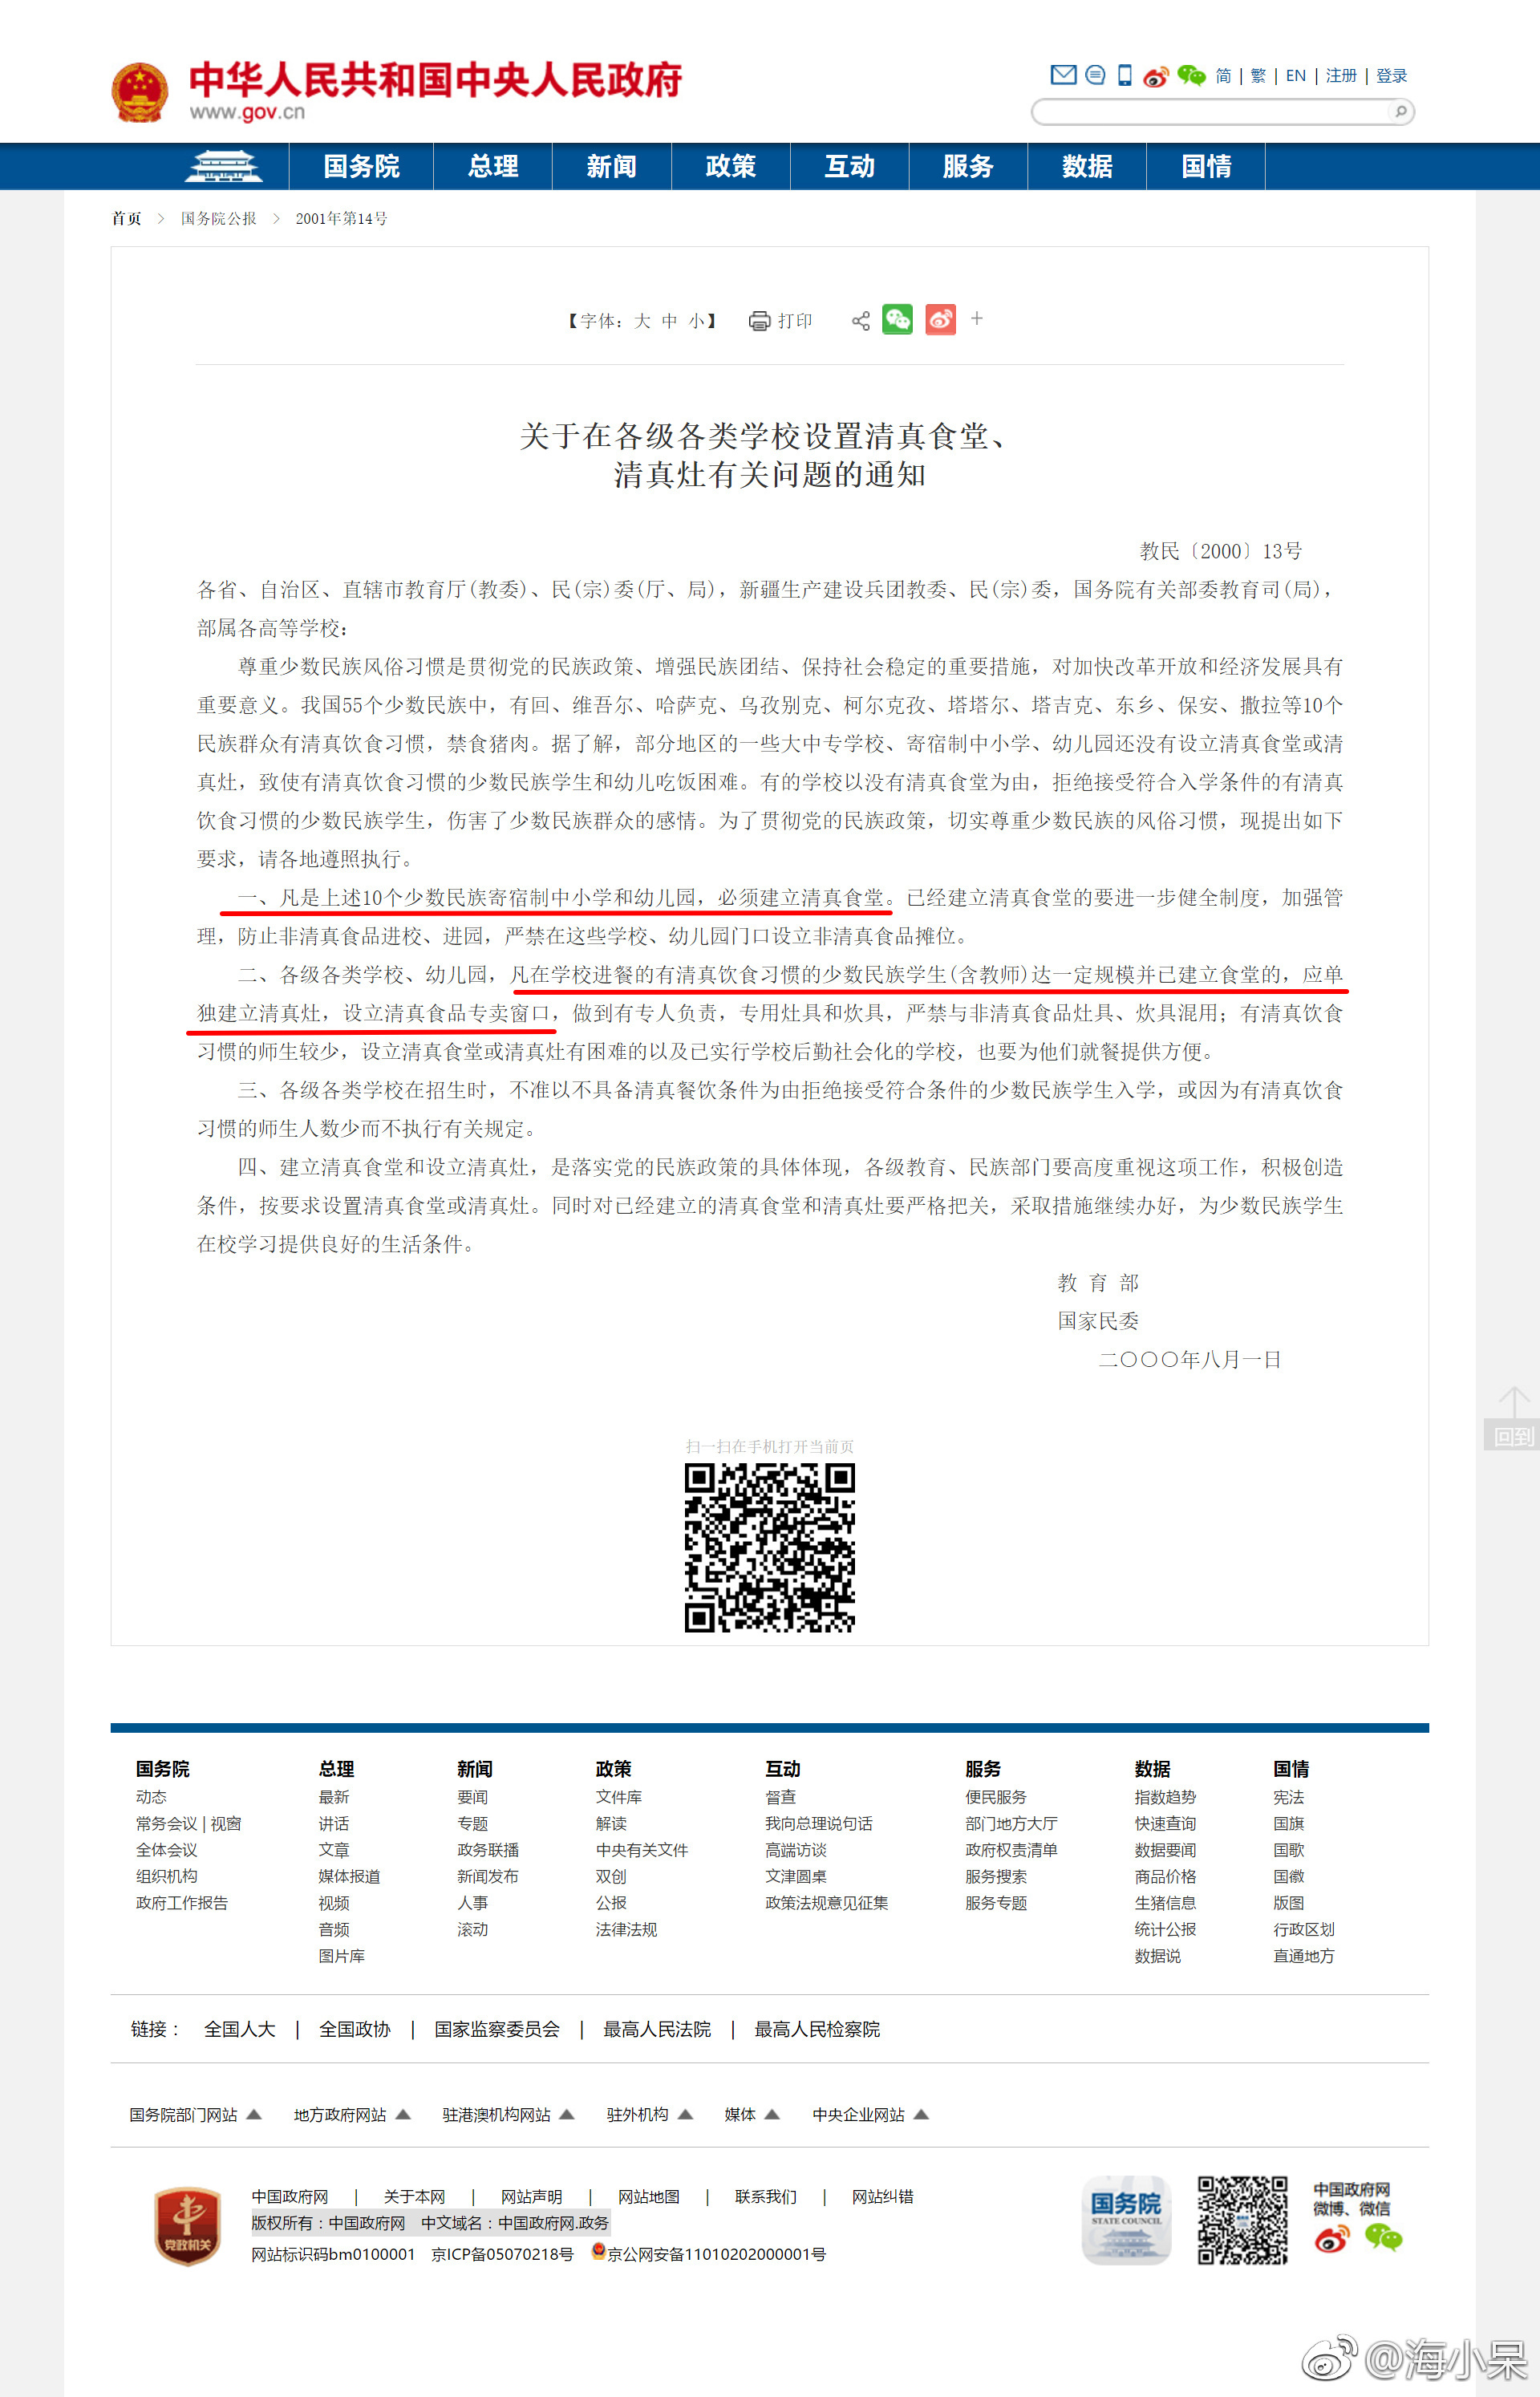 中华人民共和国中央人民政府
www.gov.cn
简 | 繁 | EN | 注册 | 登录
国务院 总理 新闻 政策 互动 服务 数据 国情
首页 > 国务院公报 > 2001年第14号
【字体：大 中 小】 打印 +
关于在各级各类学校设置清真食堂、
清真灶有关问题的通知
教民〔2000〕13号
各省、自治区、直辖市教育厅(教委)、民(宗)委(厅、局)，新疆生产建设兵团教委、民(宗)委，国务院有关部委教育司(局)，
部属各高等学校：
尊重少数民族风俗习惯是贯彻党的民族政策、增强民族团结、保持社会稳定的重要措施，对加快改革开放和经济发展具有
重要意义。我国55个少数民族中，有回、维吾尔、哈萨克、乌孜别克、柯尔克孜、塔塔尔、塔吉克、东乡、保安、撒拉等10个
民族群众有清真饮食习惯，禁食猪肉。据了解，部分地区的一些大中专学校、寄宿制中小学、幼儿园还没有设立清真食堂或清
真灶，致使有清真饮食习惯的少数民族学生和幼儿吃饭困难。有的学校以没有清真食堂为由，拒绝接受符合入学条件的有清真
饮食习惯的少数民族学生，伤害了少数民族群众的感情。为了贯彻党的民族政策，切实尊重少数民族的风俗习惯，现提出如下
要求，请各地遵照执行。
一、凡是上述10个少数民族寄宿制中小学和幼儿园，必须建立清真食堂。已经建立清真食堂的要进一步健全制度，加强管
理，防止非清真食品进校、进园，严禁在这些学校、幼儿园门口设立非清真食品摊位。
二、各级各类学校、幼儿园，凡在学校进餐的有清真饮食习惯的少数民族学生(含教师)达一定规模并已建立食堂的，应单
独建立清真灶，设立清真食品专卖窗口，做到有专人负责，专用灶具和炊具，严禁与非清真食品灶具、炊具混用；有清真饮食
习惯的师生较少，设立清真食堂或清真灶有困难的以及已实行学校后勤社会化的学校，也要为他们就餐提供方便。
三、各级各类学校在招生时，不准以不具备清真餐饮条件为由拒绝接受符合条件的少数民族学生入学，或因为有清真饮食
习惯的师生人数少而不执行有关规定。
四、建立清真食堂和设立清真灶，是落实党的民族政策的具体体现，各级教育、民族部门要高度重视这项工作，积极创造
条件，按要求设置清真食堂或清真灶。同时对已经建立的清真食堂和清真灶要严格把关，采取措施继续办好，为少数民族学生
在校学习提供良好的生活条件。
教 育 部
国家民委
二〇〇〇年八月一日
回到
扫一扫在手机打开当前页
国务院 总理 新闻 政策 互动 服务 数据 国情
动态 最新 要闻 文件库 督查 便民服务 指数趋势 宪法
常务会议 | 视窗 讲话 专题 解读 我向总理说句话 部门地方大厅 快速查询 国旗
全体会议 文章 政务联播 中央有关文件 高端访谈 政府权责清单 数据要闻 国歌
组织机构 媒体报道 新闻发布 双创 文津圆桌 服务搜索 商品价格 国徽
政府工作报告 视频 人事 公报 政策法规意见征集 服务专题 生猪信息 版图
音频 滚动 法律法规 统计公报 行政区划
图片库 数据说 直通地方
链接： 全国人大 | 全国政协 | 国家监察委员会 | 最高人民法院 | 最高人民检察院
国务院部门网站 地方政府网站 驻港澳机构网站 驻外机构 媒体 中央企业网站
党政机关
中国政府网 | 关于本网 | 网站声明 | 网站地图 | 联系我们 | 网站纠错
版权所有：中国政府网 中文域名：中国政府网.政务
网站标识码bm0100001 京ICP备05070218号 京公网安备11010202000001号
国务院
STATE COUNCIL
中国政府网
微博、微信
@海小呆